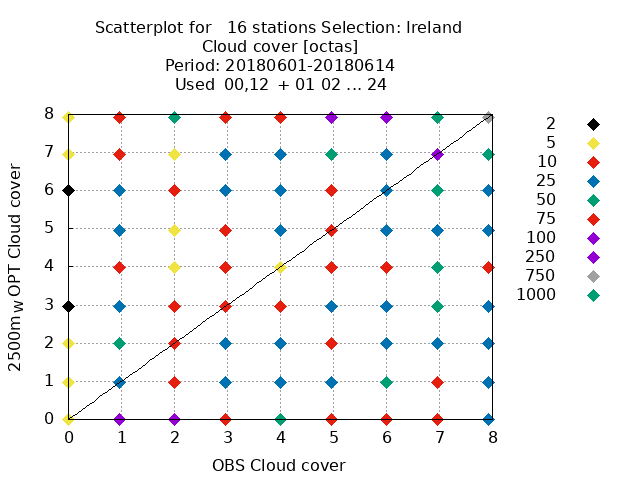 Scatterplot for   16 stations Selection: Ireland
Cloud cover [octas]
Period: 20180601-20180614
Used  00,12  + 01 02 ... 24
8
7
6
5
4
3
2
1
0
2500m_W OPT Cloud cover
0 1 2 3 4 5 6 7 8
OBS Cloud cover
2
5
10
25
50
75
100
250
750
1000